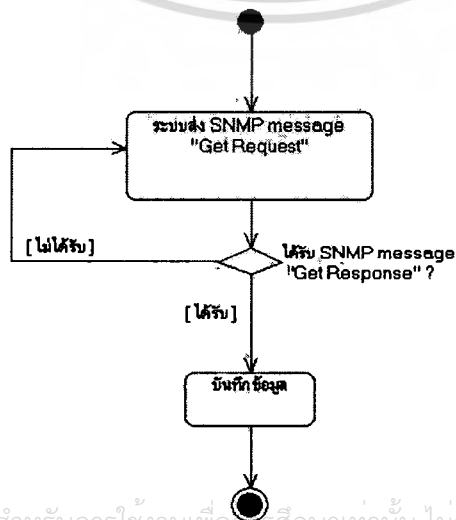 ระบบส่ง SNMP message
"Get Request"
[ไม่ได้รับ]
ได้รับ SNMP message
"Get Response" ?
[ได้รับ]
บันทึกข้อมูล